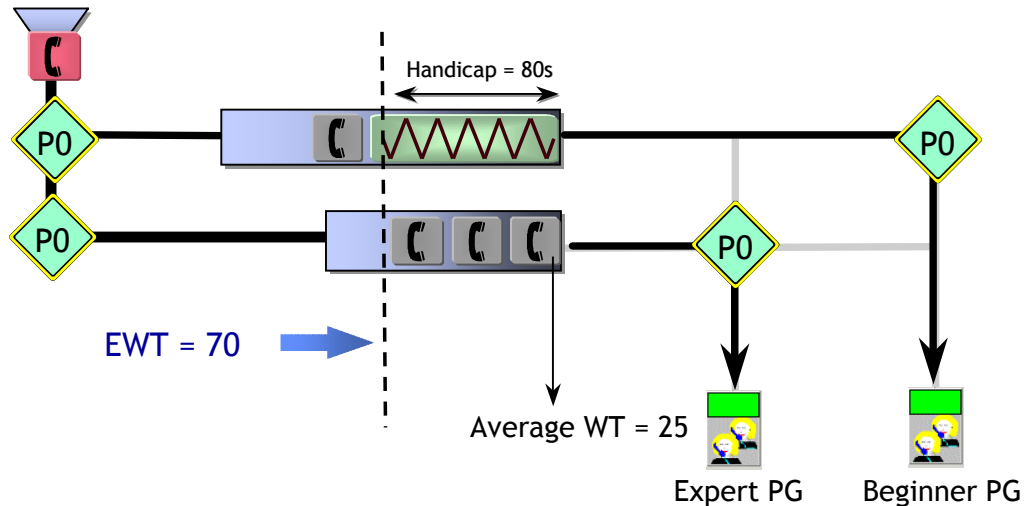 Handicap = 80s
P0
P0
P0
P0
EWT = 70
Average WT = 25
Expert PG
Beginner PG